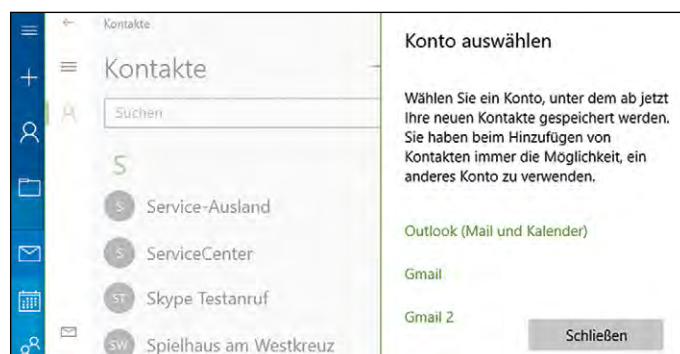 Kontakte
Kontakte
Suchen
S
S Service-Ausland
S ServiceCenter
ST Skype Testanruf
SW Spielhaus am Westkreuz
Konto auswählen
Wählen Sie ein Konto, unter dem ab jetzt
Ihre neuen Kontakte gespeichert werden.
Sie haben beim Hinzufügen von
Kontakten immer die Möglichkeit, ein
anderes Konto zu verwenden.
Outlook (Mail und Kalender)
Gmail
Gmail 2
Schließen